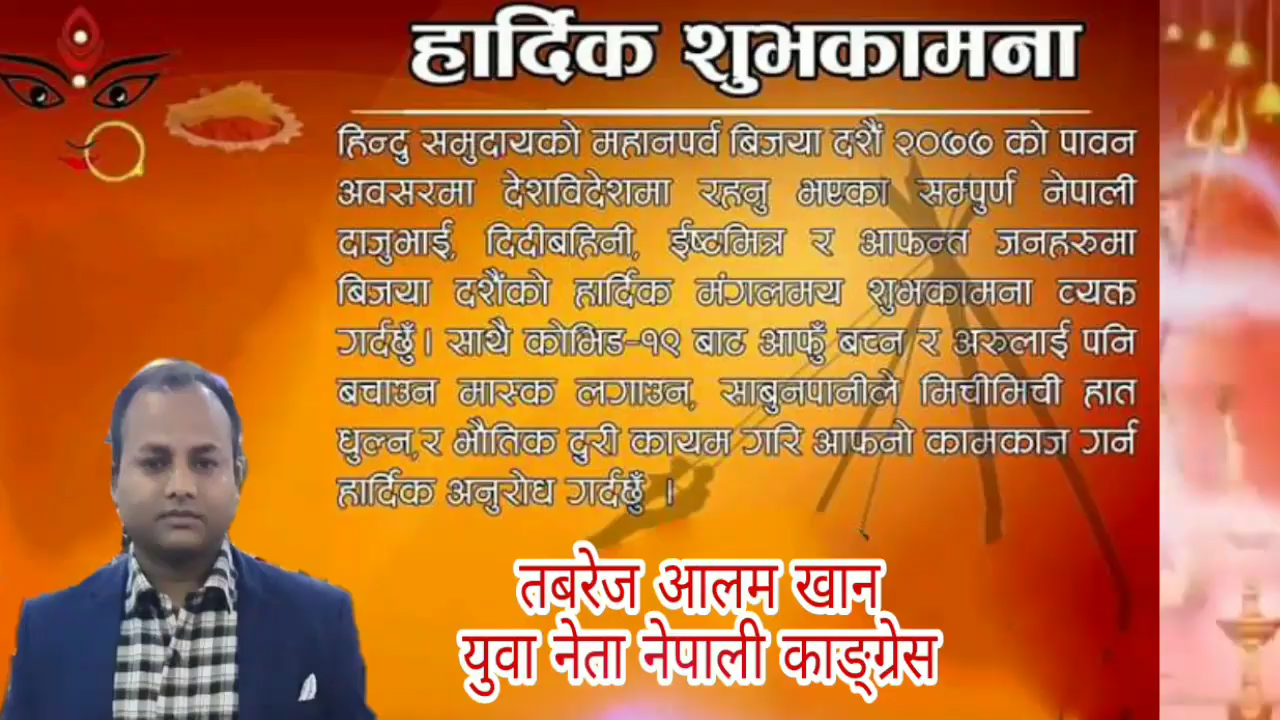 हार्दिक शुभकामना
हिन्दु समुदायको महानपर्व बिजया दशैं २०७७ को पावन
अवसरमा देशविदेशमा रहनु भएका सम्पुर्ण नेपाली
दाजुभाई, दिदीबहिनी, ईष्टमित्र र आफन्त जनहरुमा
बिजया दशैंको हार्दिक मंगलमय शुभकामना व्यक्त
गर्दछुँ। साथै कोभिड-१९ बाट आफुँ बच्न र अरुलाई पनि
बचाउन मास्क लगाउन, साबुनपानीले मिचीमिची हात
धुल्न,र भौतिक दुरी कायम गरि आफनो कामकाज गर्न
हार्दिक अनुरोध गर्दछुँ ।
तबरेज आलम खान
युवा नेता नेपाली काङ्ग्रेस